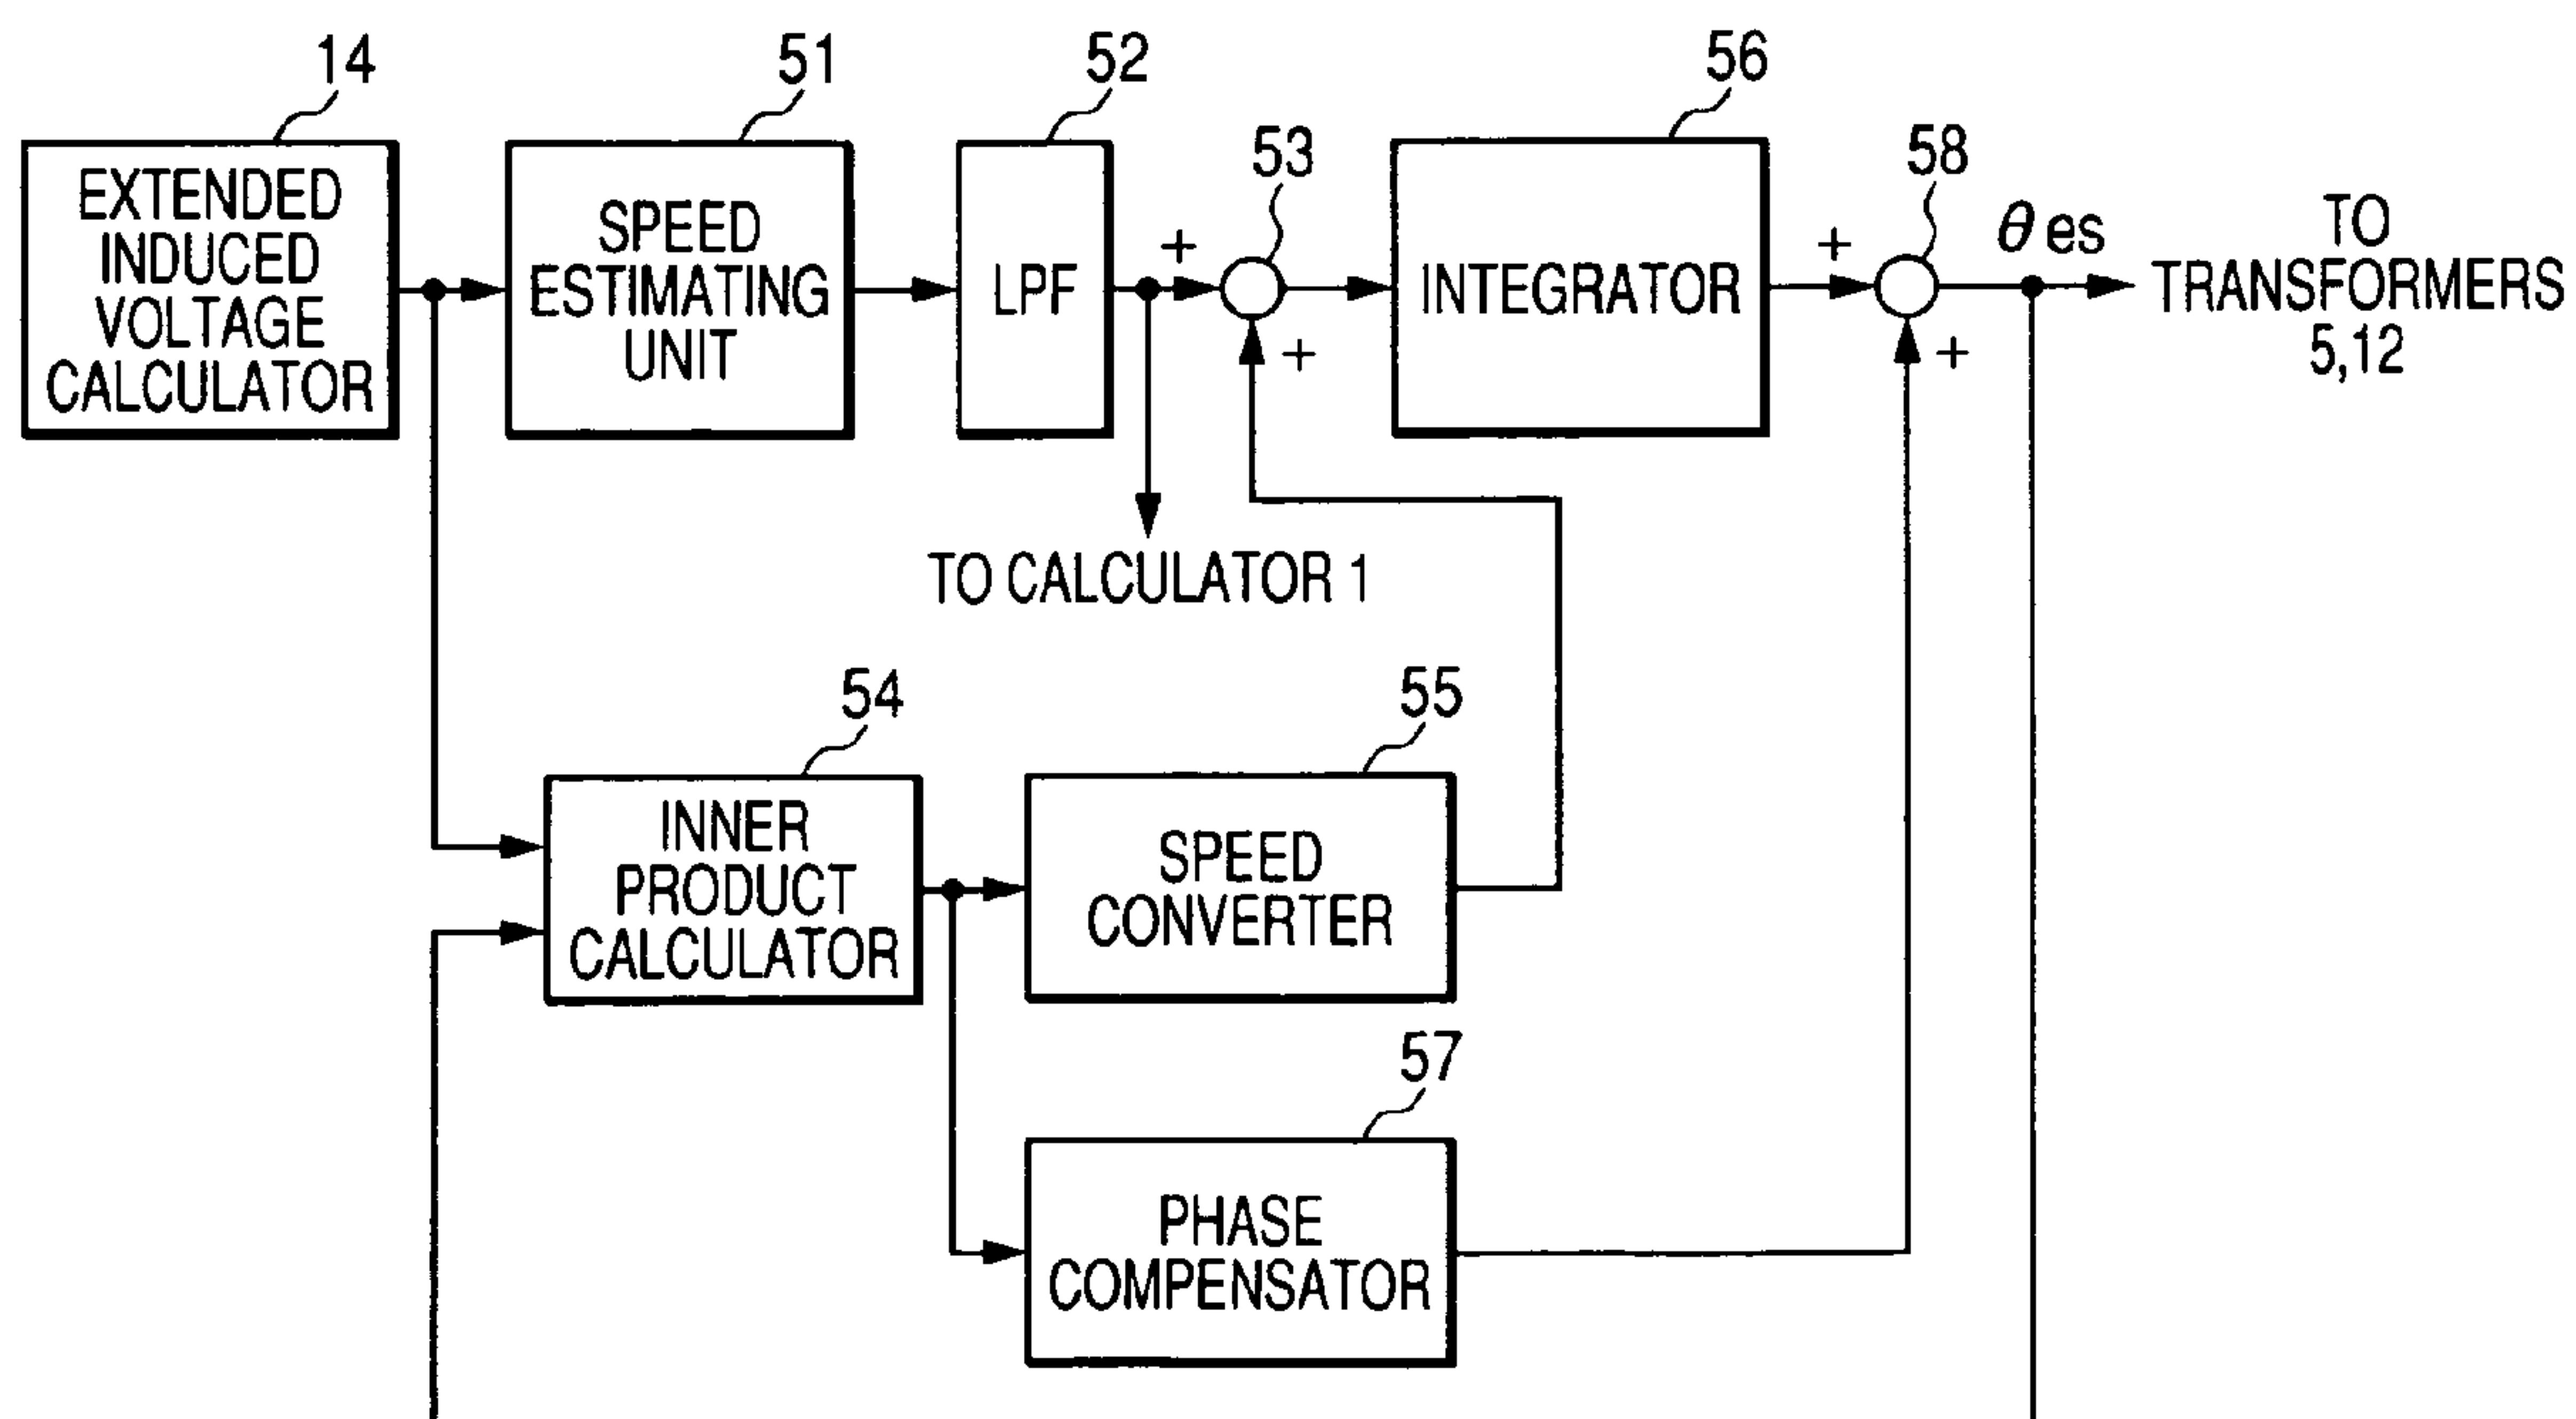 14
51
52
56
53
58
EXTENDED
INDUCED
VOLTAGE
CALCULATOR
SPEED
ESTIMATING
UNIT
LPF
+
+
INTEGRATOR
+
+
θes
TO
TRANSFORMERS
5,12
TO CALCULATOR 1
54
55
INNER
PRODUCT
CALCULATOR
SPEED
CONVERTER
57
PHASE
COMPENSATOR